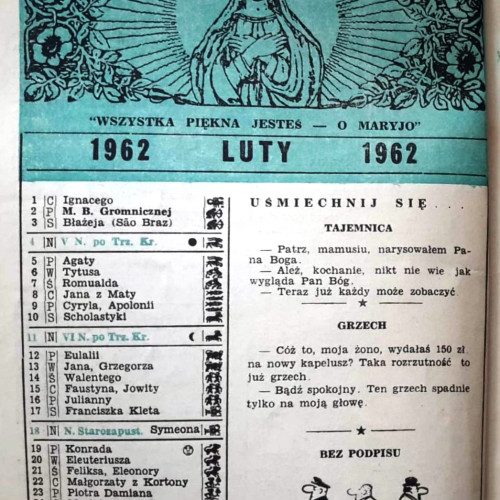 "WSZYSTKA PIĘKNA JESTEŚ — O MARYJO"
1962 LUTY 1962
1 C Ignacego
2 P M. B. Gromnicznej
3 S Błażeja (São Braz)
4 N V N. po Trz. Kr.
5 P Agaty
6 W Tytusa
7 Ś Romualda
8 C Jana z Maty
9 P Cyryla, Apolonii
10 S Scholastyki
11 N VI N. po Trz. Kr.
12 P Eulalii
13 W Jana, Grzegorza
14 Ś Walentego
15 C Faustyna, Jowity
16 P Julianny
17 S Franciszka Kleta
18 N N. Starozapust. Symeona
19 P Konrada
20 W Eleuteriusza
21 Ś Feliksa, Eleonory
22 C Małgorzaty z Kortony
23 P Piotra Damiana
UŚMIECHNIJ SIĘ . . .
TAJEMNICA
— Patrz, mamusiu, narysowałem Pa-
na Boga.
— Ależ, kochanie, nikt nie wie jak
wygląda Pan Bóg.
— Teraz już każdy może zobaczyć.
GRZECH
— Cóż to, moja żono, wydałaś 150 zł.
na nowy kapelusz? Taka rozrzutność to
już grzech.
— Bądź spokojny. Ten grzech spadnie
tylko na moją głowę.
BEZ PODPISU